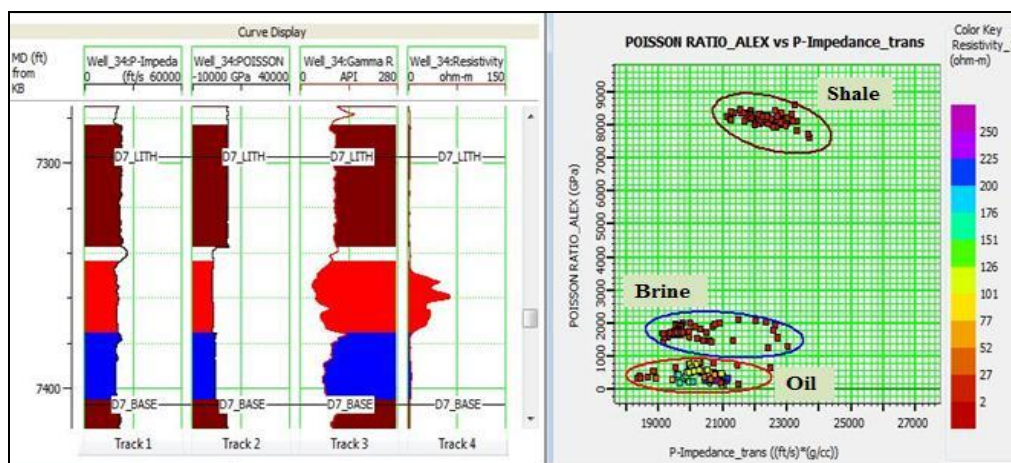 Curve Display
MD (ft)
from
KB
Well_34:P-Impeda
0 (ft/s 60000
Well_34:POISSON
-10000 GPa 40000
Well_34:Gamma R
0 API 280
Well_34:Resistivity
0 ohm-m 150
7300
D7_LITH D7_LITH D7_LITH D7_LITH
7400
D7_BASE D7_BASE D7_BASE D7_BASE
Track 1 Track 2 Track 3 Track 4
POISSON RATIO_ALEX vs P-Impedance_trans
Color Key
Resistivity_
(ohm-m)
POISSON RATIO_ALEX (GPa)
9000
8000
7000
6000
5000
4000
3000
2000
1000
0
Shale
Brine
Oil
19000 21000 23000 25000 27000
P-Impedance_trans ((ft/s)*(g/cc))
250
225
200
176
151
126
101
77
52
27
2